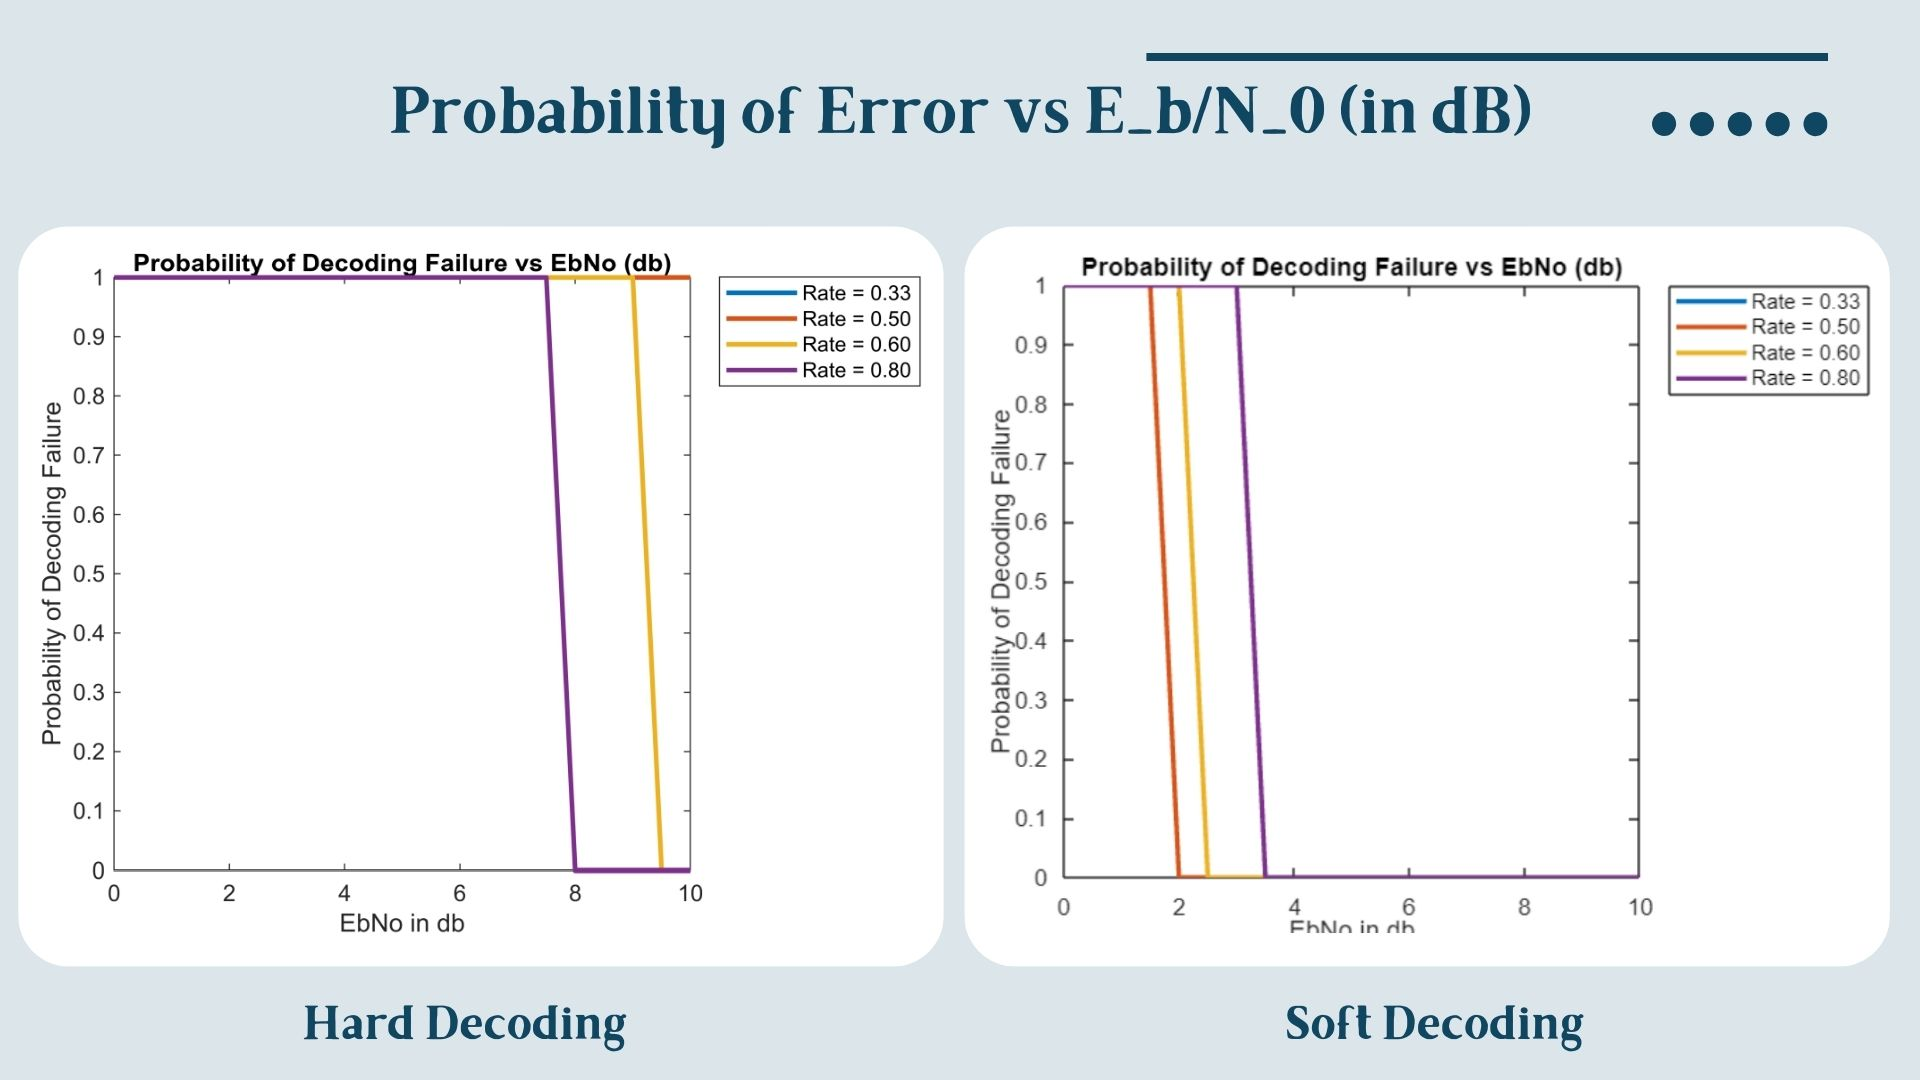 Probability of Error vs E_b/N_0 (in dB)
Probability of Decoding Failure vs EbNo (db)
1
0.9
0.8
0.7
0.6
0.5
0.4
0.3
0.2
0.1
0
Probability of Decoding Failure
0 2 4 6 8 10
EbNo in db
Rate = 0.33
Rate = 0.50
Rate = 0.60
Rate = 0.80
Hard Decoding
Probability of Decoding Failure vs EbNo (db)
1
0.9
0.8
0.7
0.6
0.5
0.4
0.3
0.2
0.1
0
Probability of Decoding Failure
0 2 4 6 8 10
EbNo in db
Rate = 0.33
Rate = 0.50
Rate = 0.60
Rate = 0.80
Soft Decoding